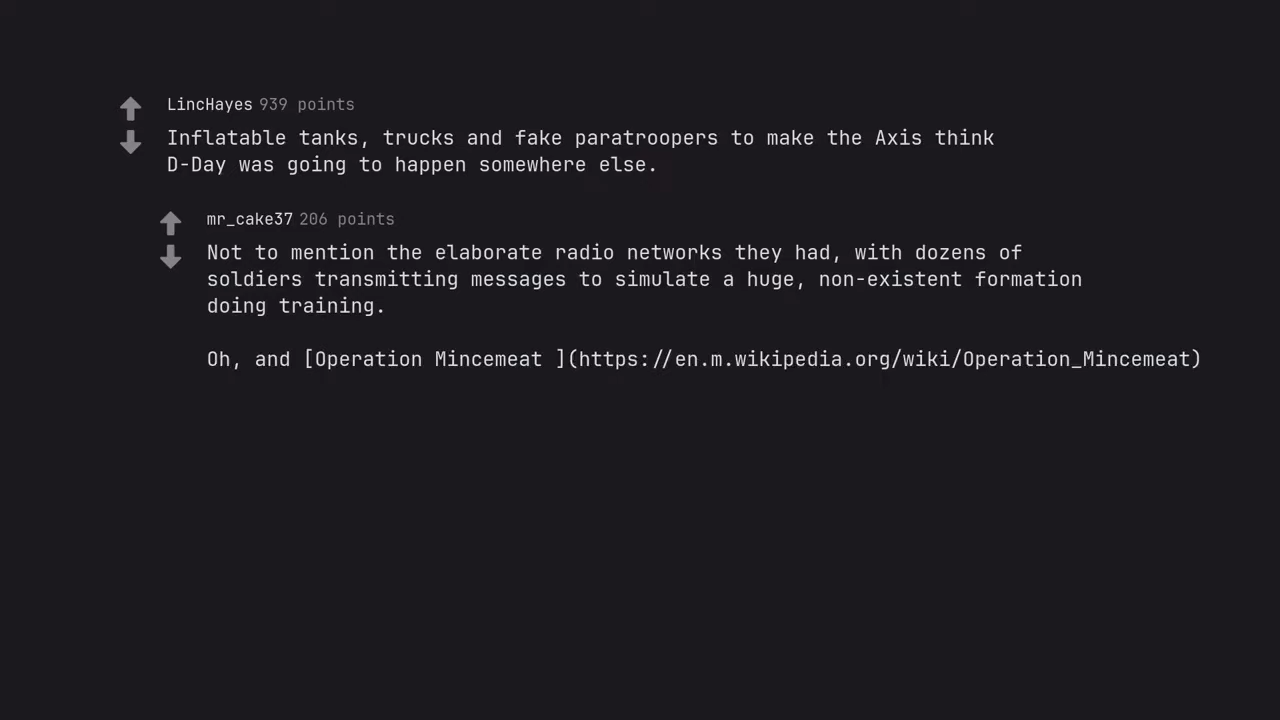 LincHayes 939 points
Inflatable tanks, trucks and fake paratroopers to make the Axis think
D-Day was going to happen somewhere else.
mr_cake37 206 points
Not to mention the elaborate radio networks they had, with dozens of
soldiers transmitting messages to simulate a huge, non-existent formation
doing training.
Oh, and [Operation Mincemeat ](https://en.m.wikipedia.org/wiki/Operation_Mincemeat)